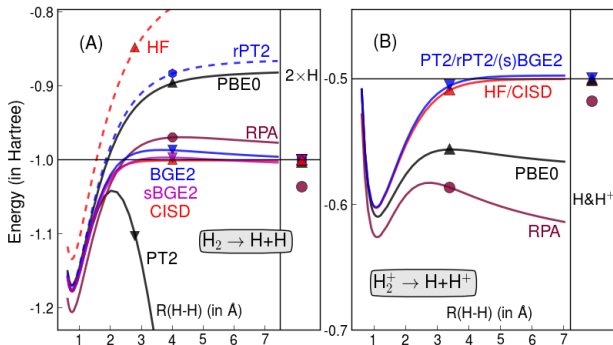 (A)
HF
rPT2
PBE0
2×H
RPA
BGE2
sBGE2
CISD
PT2
H₂ → H+H
R(H-H) (in Å)
Energy (in Hartree)
-0.8
-0.9
-1.0
-1.1
-1.2
0 1 2 3 4 5 6 7
(B)
PT2/rPT2/(s)BGE2
HF/CISD
PBE0
RPA
H&H⁺
H₂⁺ → H+H⁺
R(H-H) (in Å)
-0.5
-0.6
-0.7
0 1 2 3 4 5 6 7